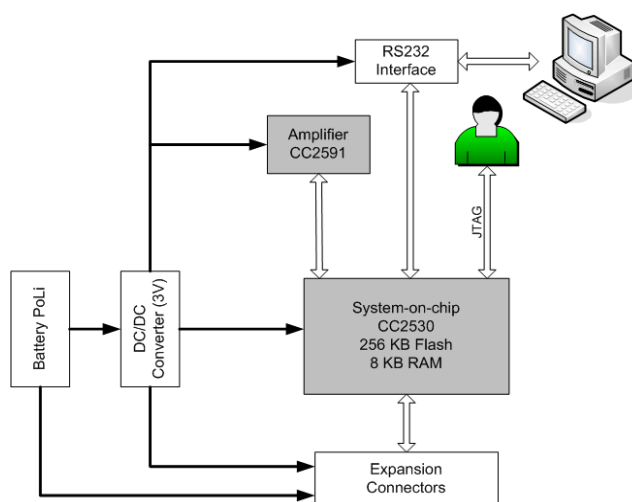 RS232
Interface
Amplifier
CC2591
JTAG
Battery PoLi
DC/DC
Converter (3V)
System-on-chip
CC2530
256 KB Flash
8 KB RAM
Expansion
Connectors